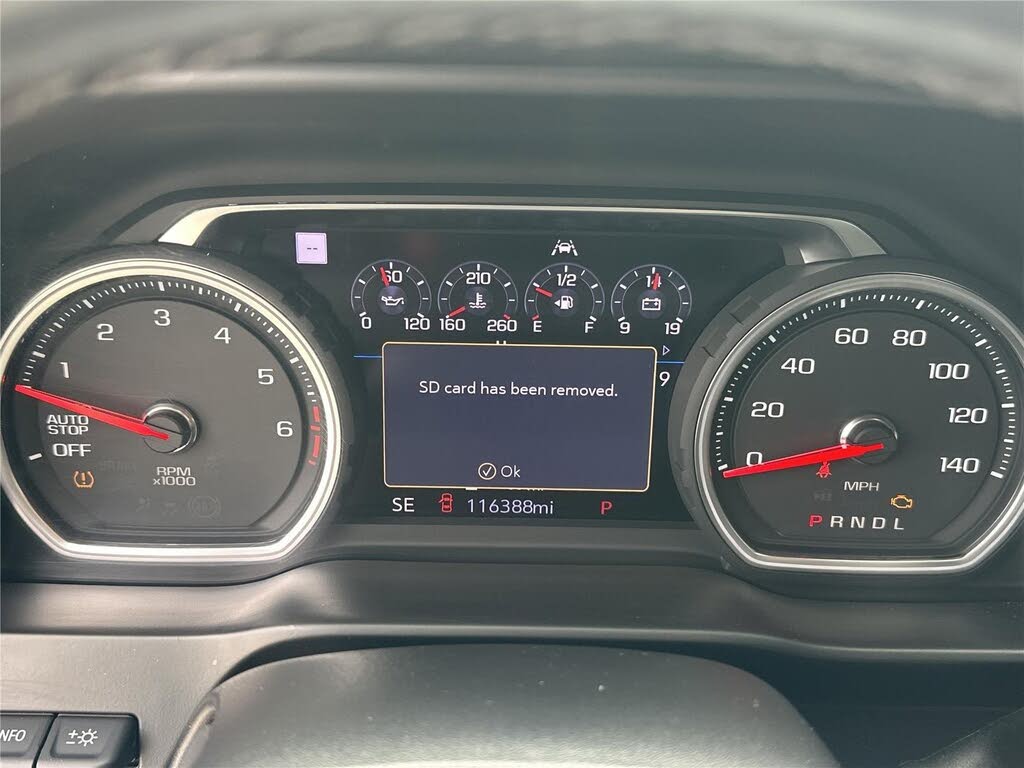 --
60
210
1/2
14
0 120
160 260
E F
9 19
1
2
3
4
5
6
AUTO
STOP
OFF
RPM
x1000
SD card has been removed.
Ok
9
SE
116388mi
P
0
20
40
60
80
100
120
140
MPH
P R N D L
INFO